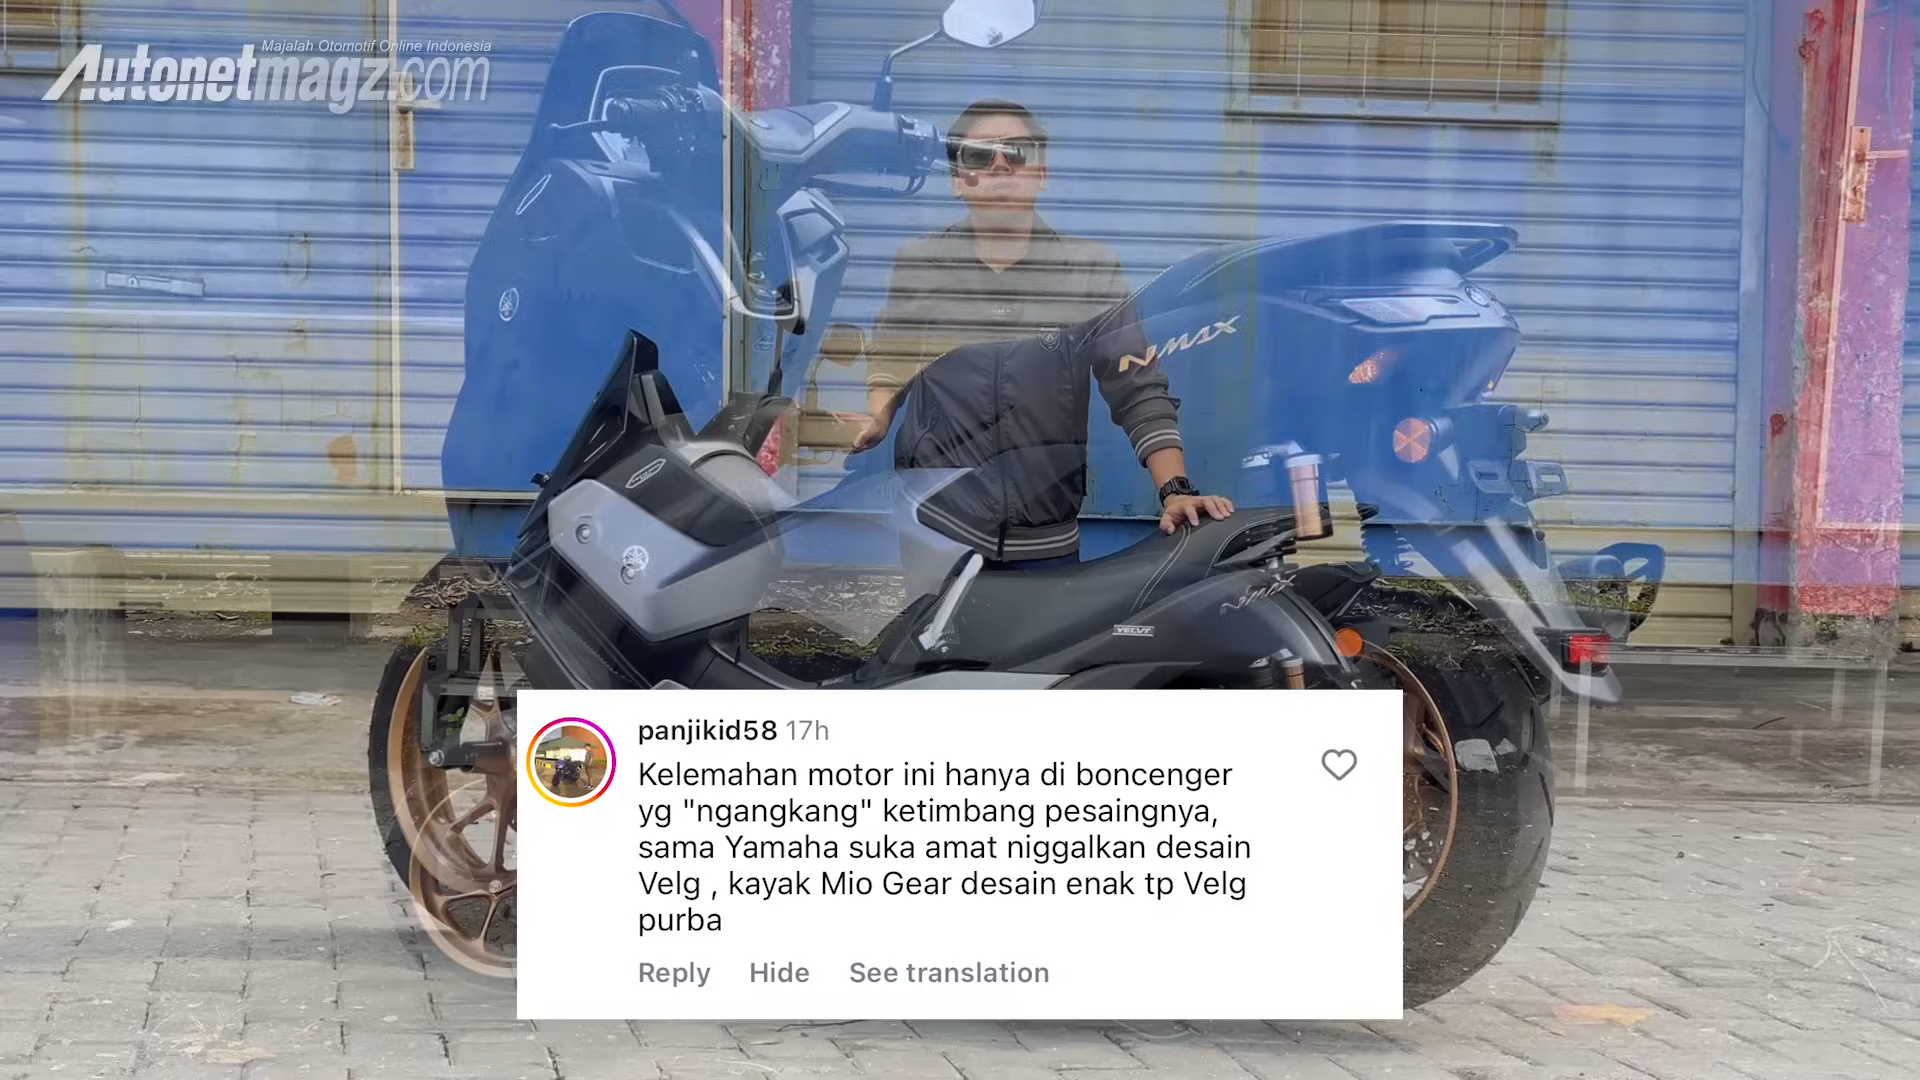 Majalah Otomotif Online Indonesia
Autonetmagz.com
NMAX
NMAX
YECVT
panjikid58 17h
Kelemahan motor ini hanya di boncenger
yg "ngangkang" ketimbang pesaingnya,
sama Yamaha suka amat niggalkan desain
Velg , kayak Mio Gear desain enak tp Velg
purba
Reply Hide See translation